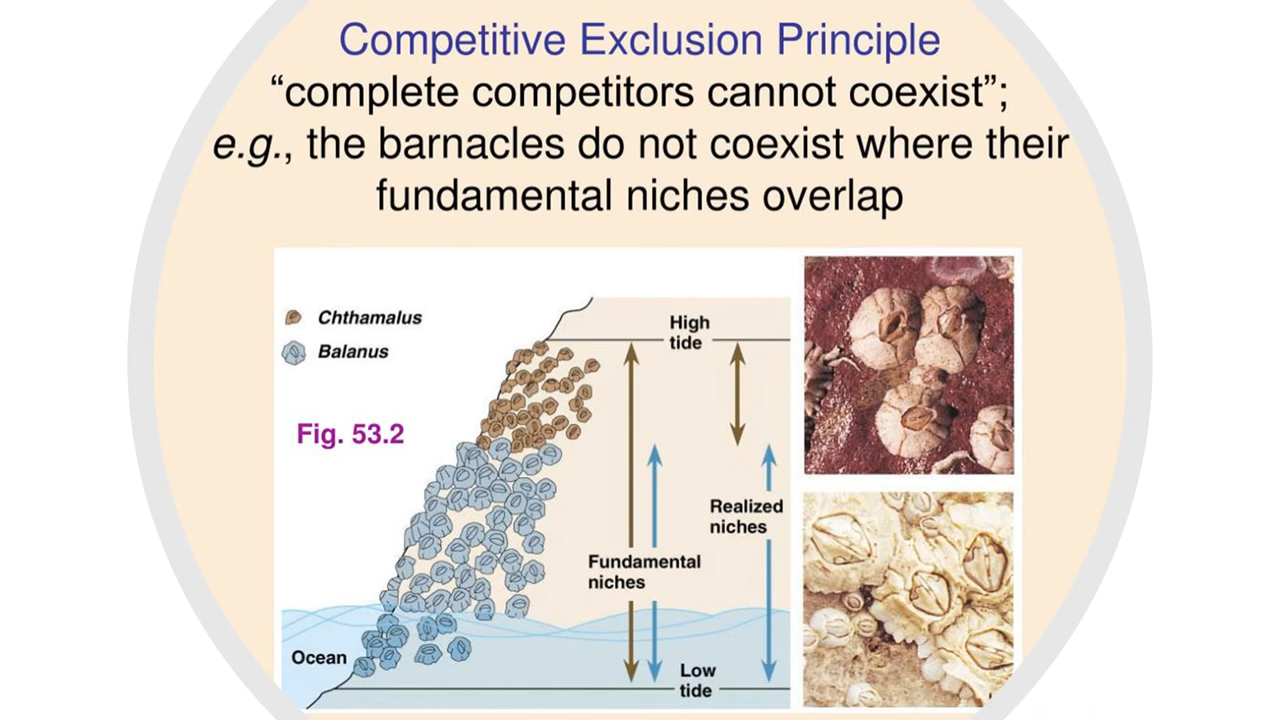 Competitive Exclusion Principle
“complete competitors cannot coexist”;
e.g., the barnacles do not coexist where their
fundamental niches overlap
Chthamalus
Balanus
Fig. 53.2
High
tide
Realized
niches
Fundamental
niches
Ocean
Low
tide